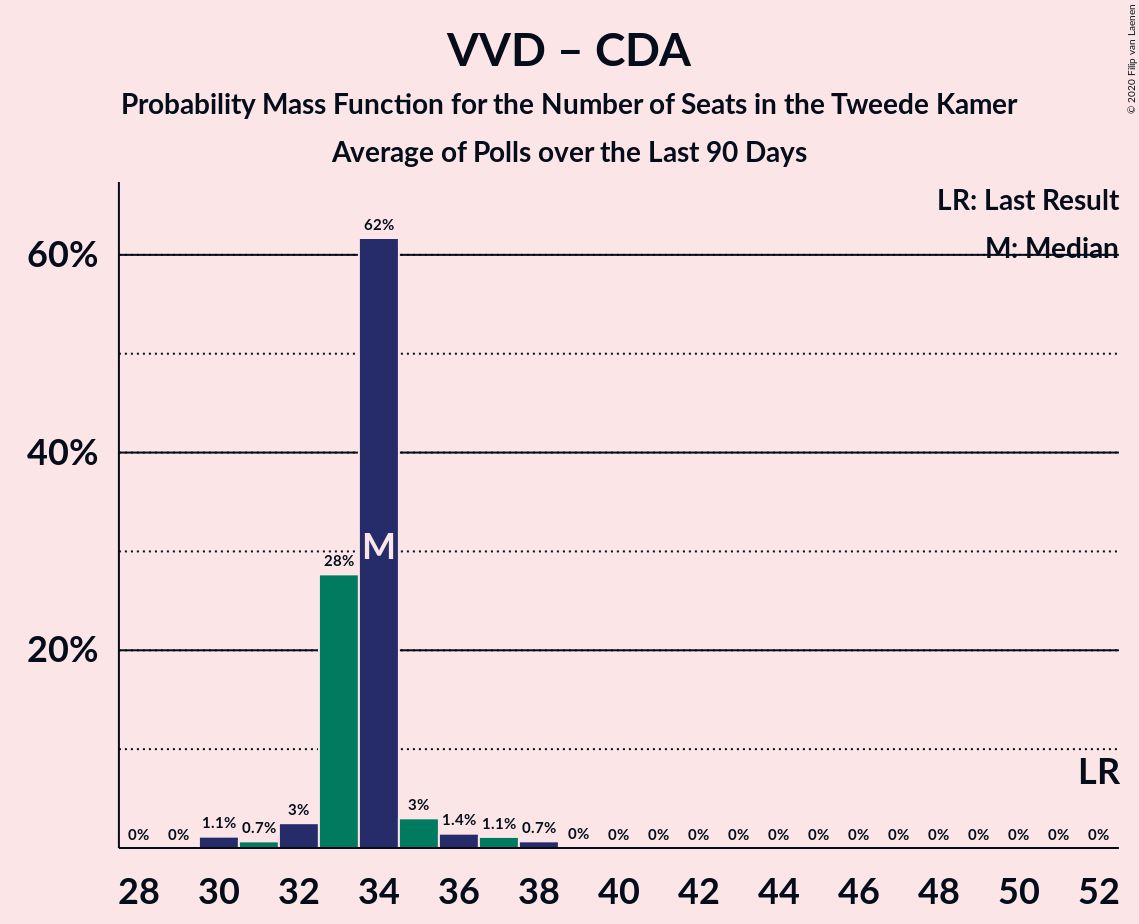 VVD – CDA
Probability Mass Function for the Number of Seats in the Tweede Kamer
Average of Polls over the Last 90 Days
© 2020 Filip van Laenen
LR: Last Result
M: Median
60%
40%
20%
0% 0% 1.1% 0.7% 3% 28% 62% 3% 1.4% 1.1% 0.7% 0% 0% 0% 0% 0% 0% 0% 0% 0% 0% 0% 0% 0% 0%
M
LR
28 30 32 34 36 38 40 42 44 46 48 50 52